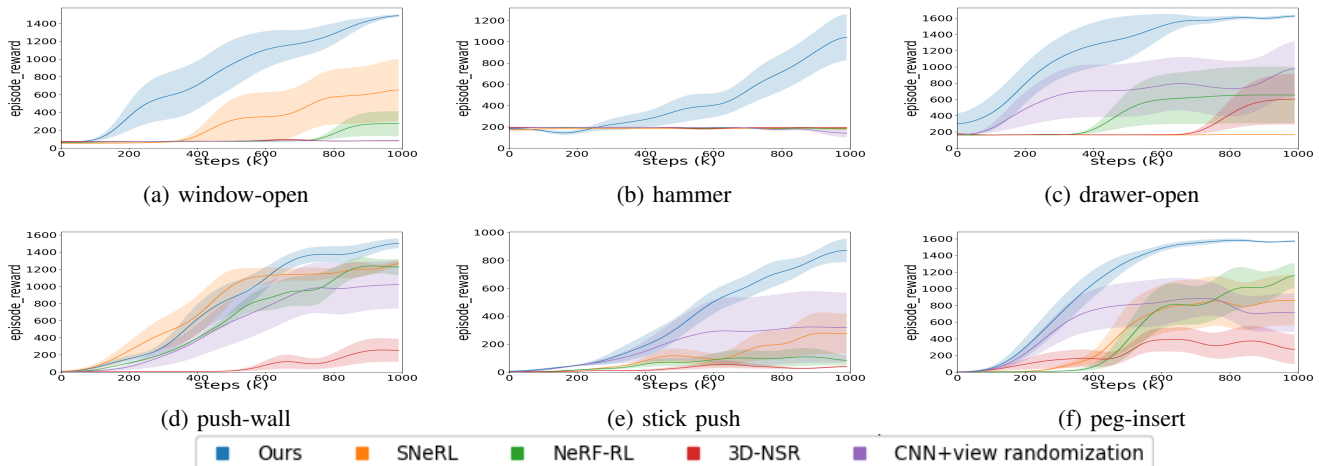 1400
1200
1000
800
600
400
200
0
episode_reward
0 200 400 600 800 1000
steps (k)
(a) window-open
1200
1000
800
600
400
200
0
episode_reward
0 200 400 600 800 1000
steps (k)
(b) hammer
1600
1400
1200
1000
800
600
400
200
0
episode_reward
0 200 400 600 800 1000
steps (k)
(c) drawer-open
1600
1400
1200
1000
800
600
400
200
0
episode_reward
0 200 400 600 800 1000
steps (k)
(d) push-wall
1000
800
600
400
200
0
episode_reward
0 200 400 600 800 1000
steps (k)
(e) stick push
1600
1400
1200
1000
800
600
400
200
0
episode_reward
0 200 400 600 800 1000
steps (k)
(f) peg-insert
Ours SNeRL NeRF-RL 3D-NSR CNN+view randomization